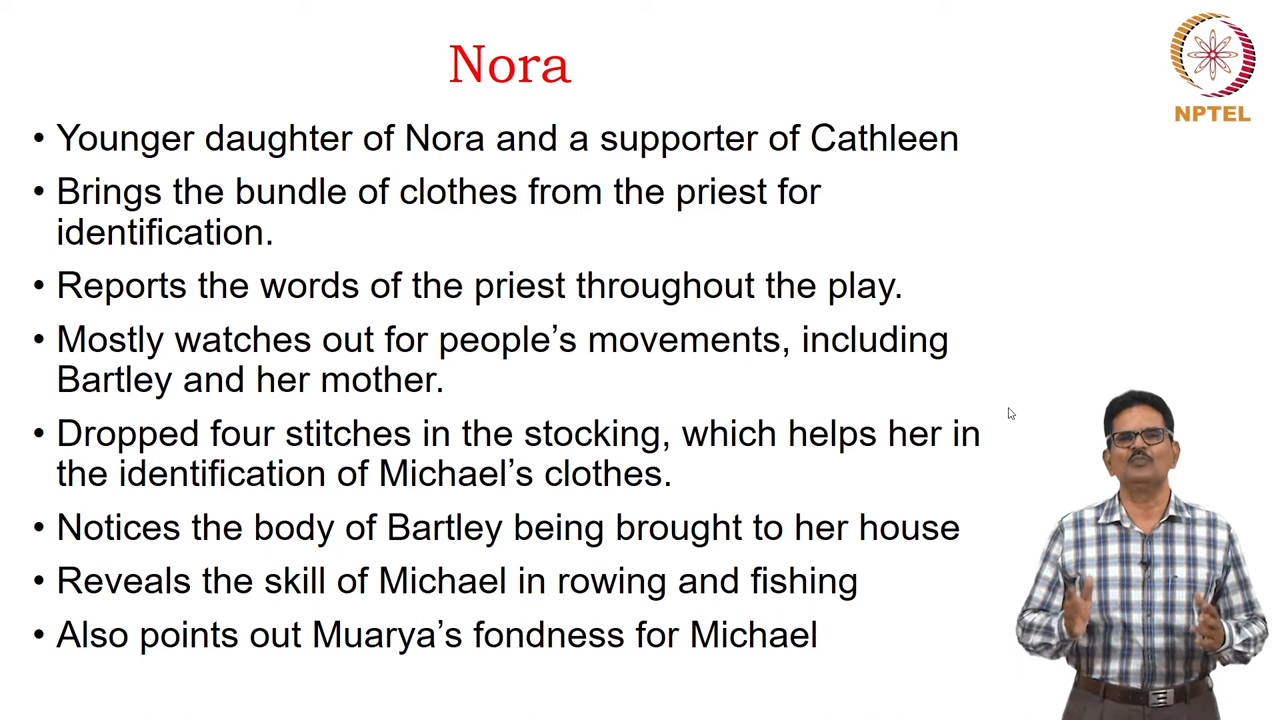 Nora
NPTEL
• Younger daughter of Nora and a supporter of Cathleen
• Brings the bundle of clothes from the priest for
identification.
• Reports the words of the priest throughout the play.
• Mostly watches out for people’s movements, including
Bartley and her mother.
• Dropped four stitches in the stocking, which helps her in
the identification of Michael’s clothes.
• Notices the body of Bartley being brought to her house
• Reveals the skill of Michael in rowing and fishing
• Also points out Muarya’s fondness for Michael